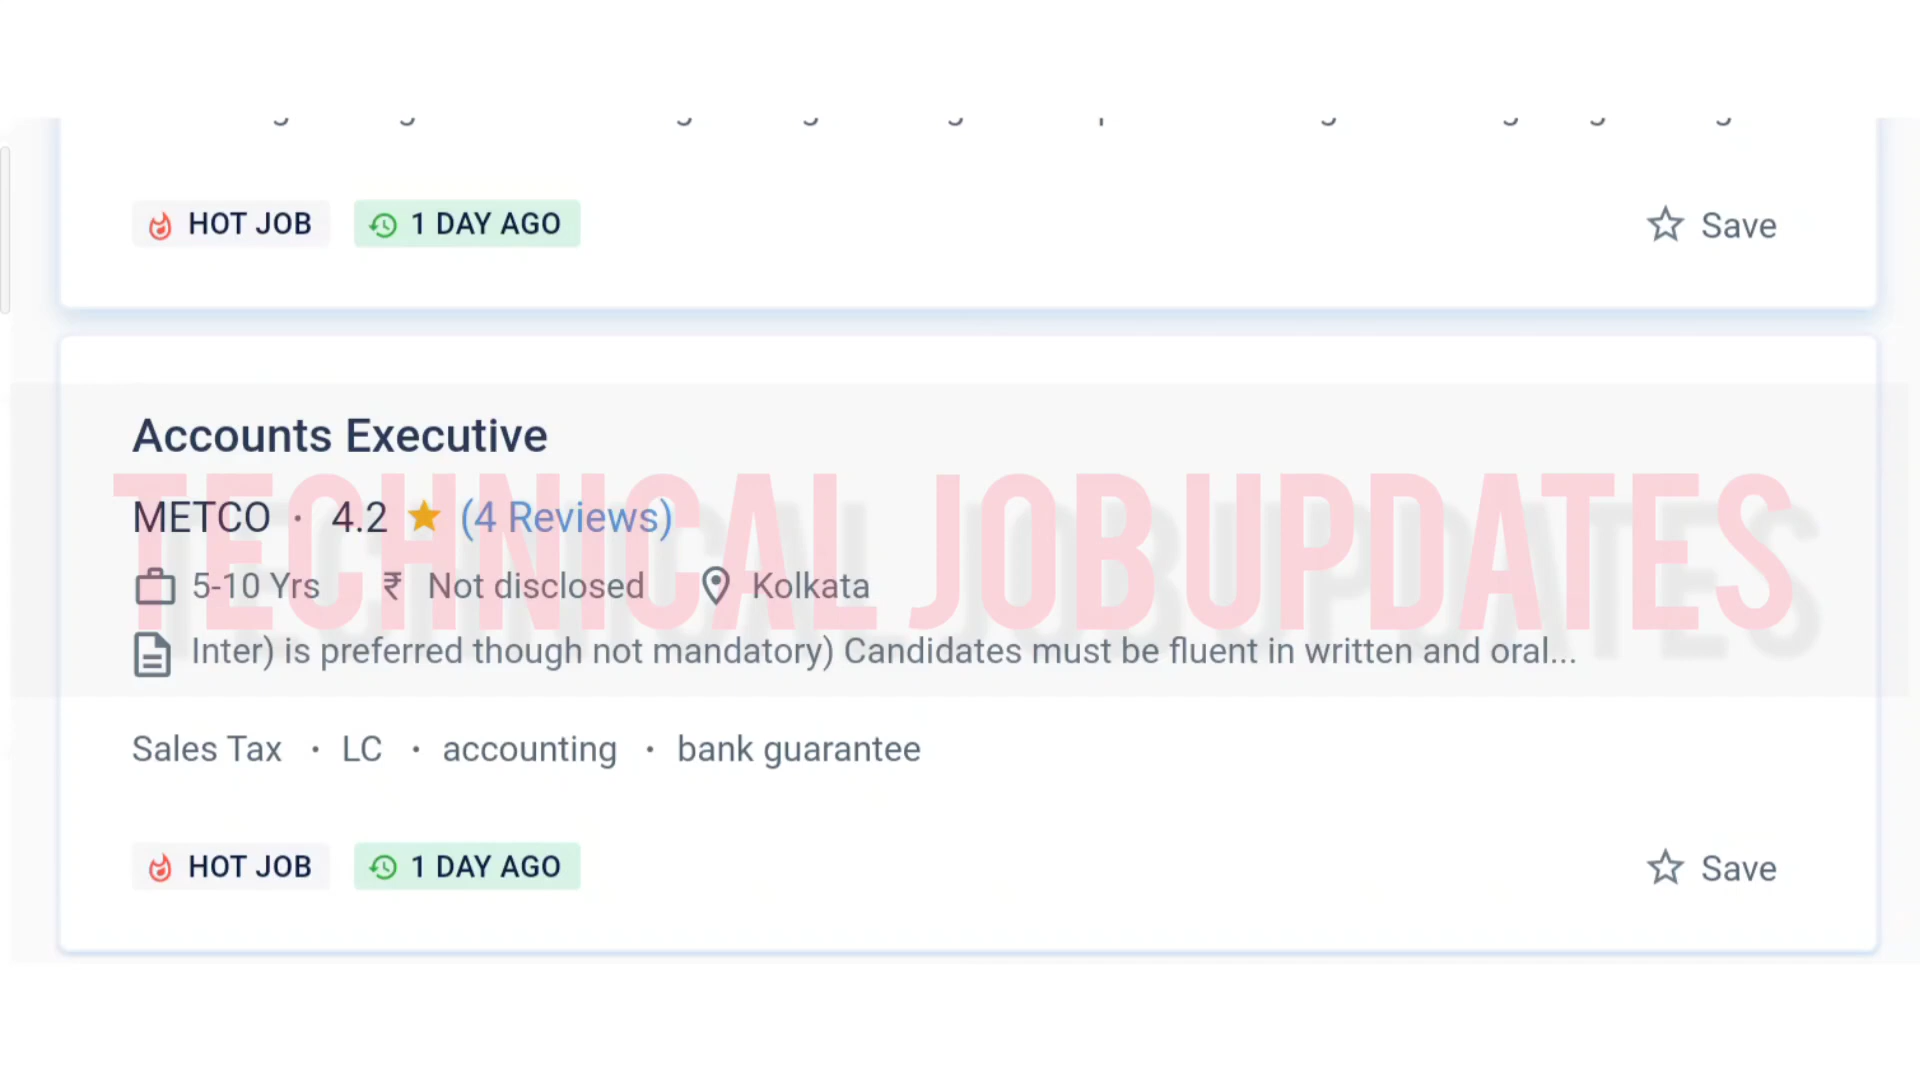 HOT JOB 1 DAY AGO Save
Accounts Executive
METCO · 4.2 (4 Reviews)
5-10 Yrs ₹ Not disclosed Kolkata
Inter) is preferred though not mandatory) Candidates must be fluent in written and oral...
TECHNICAL JOB UPDATES
Sales Tax · LC · accounting · bank guarantee
HOT JOB 1 DAY AGO Save